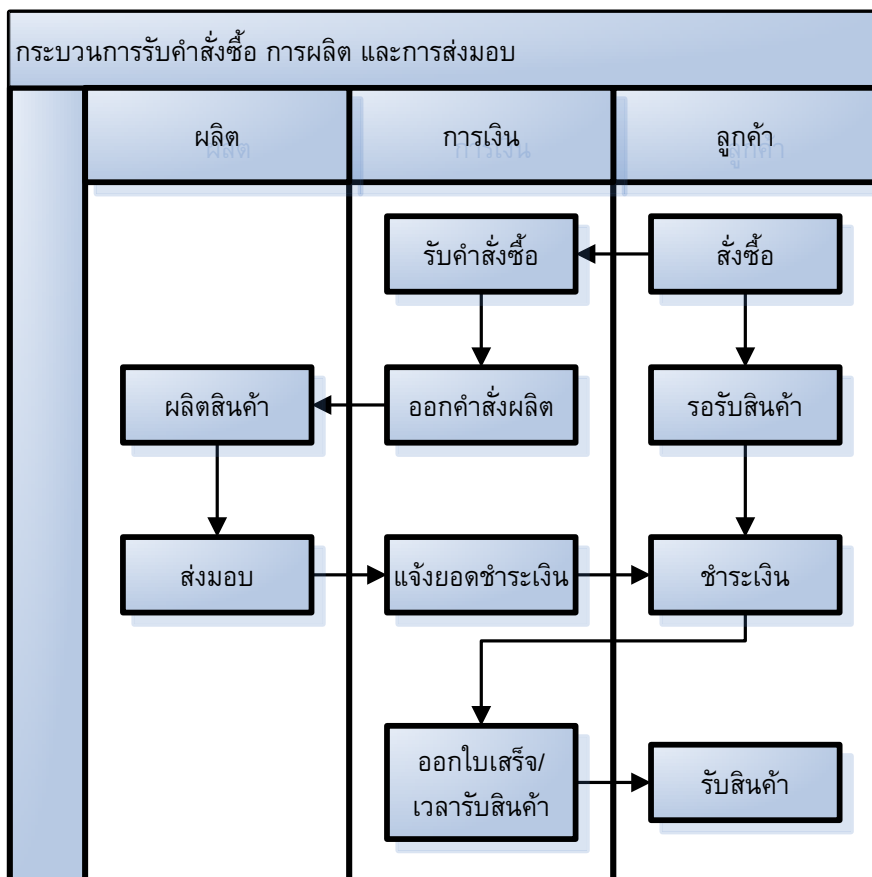 กระบวนการรับคำสั่งซื้อ การผลิต และการส่งมอบ
ผลิต
การเงิน
ลูกค้า
รับคำสั่งซื้อ
สั่งซื้อ
ผลิตสินค้า
ออกคำสั่งผลิต
รอรับสินค้า
ส่งมอบ
แจ้งยอดชำระเงิน
ชำระเงิน
ออกใบเสร็จ/
เวลารับสินค้า
รับสินค้า